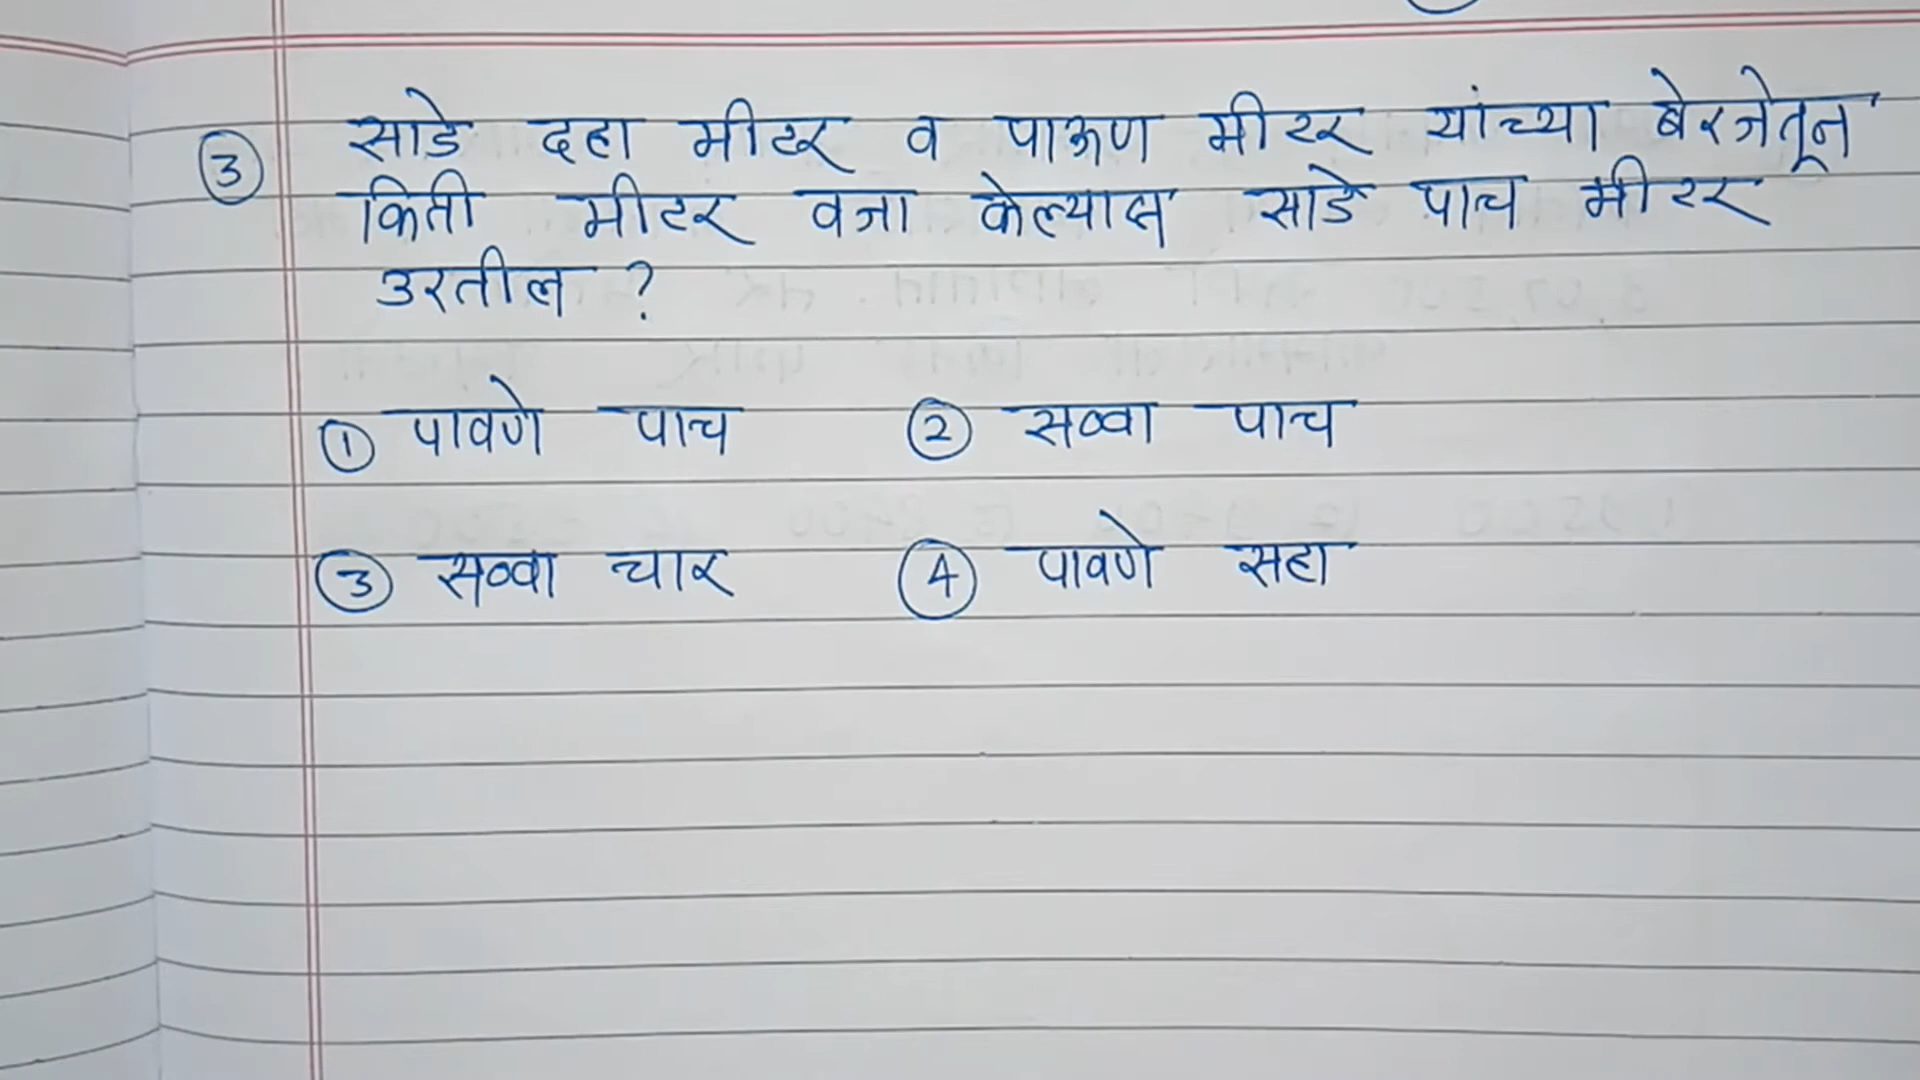 ③ साडे दहा मीटर व पाऊण मीटर यांच्या बेरजेतून
किती मीटर वजा केल्यास साडे पाच मीटर
उरतील ?
① पावणे पाच ② सव्वा पाच
③ सव्वा चार ④ पावणे सहा